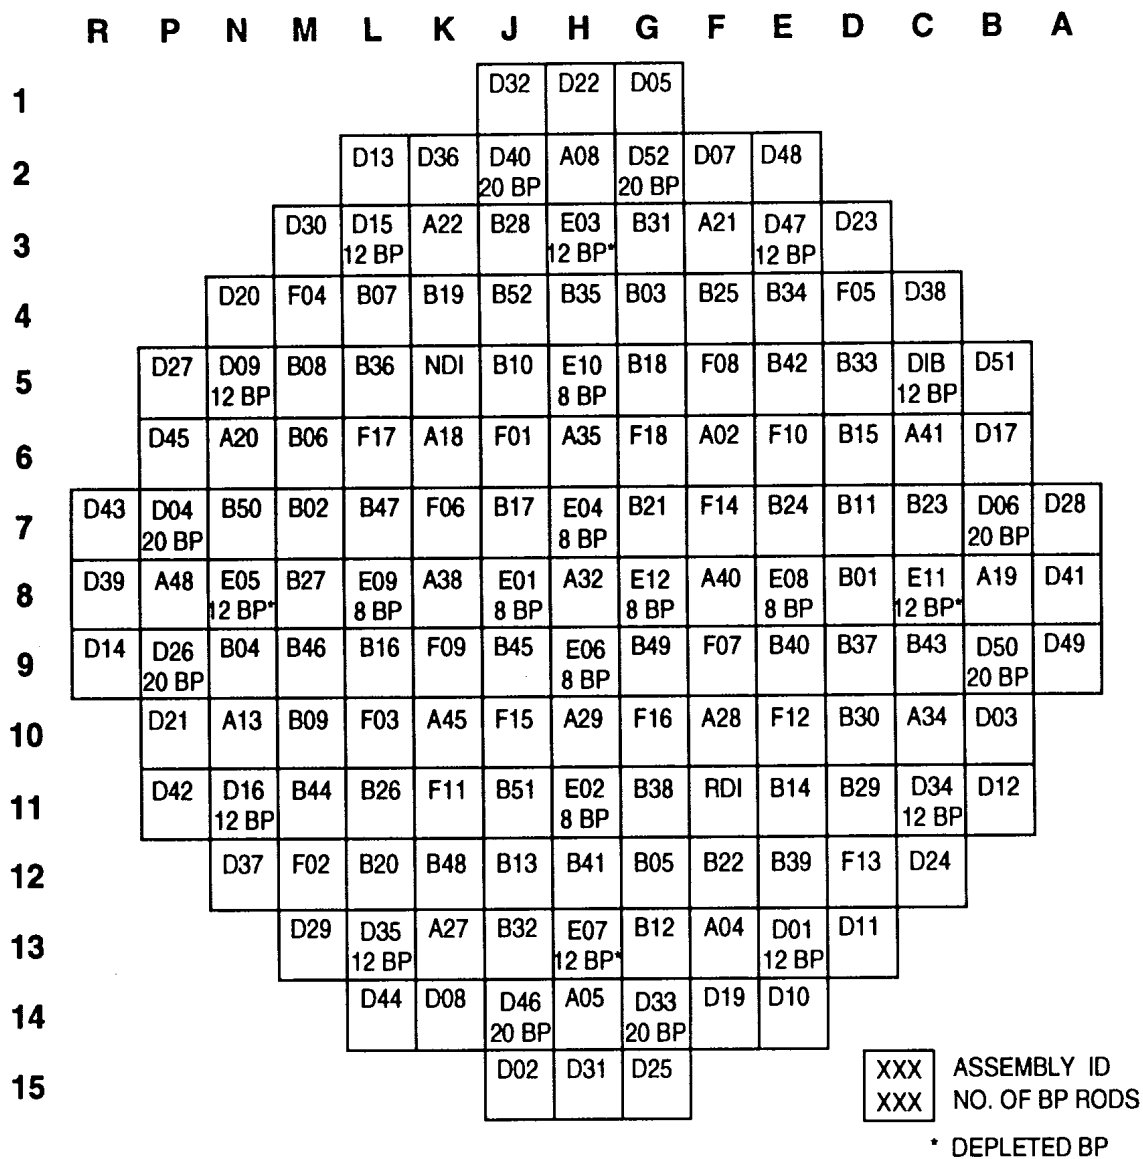 R P N M L K J H G F E D C B A
1 D32 D22 D05
2 D13 D36 D40 A08 D52 D07 D48
20 BP 20 BP
3 D30 D15 A22 B28 E03 B31 A21 D47 D23
12 BP 12 BP* 12 BP
4 D20 F04 B07 B19 B52 B35 B03 B25 B34 F05 D38
5 D27 D09 B08 B36 NDI B10 E10 B18 F08 B42 B33 DIB D51
12 BP 8 BP 12 BP
6 D45 A20 B06 F17 A18 F01 A35 F18 A02 F10 B15 A41 D17
7 D43 D04 B50 B02 B47 F06 B17 E04 B21 F14 B24 B11 B23 D06 D28
20 BP 8 BP 20 BP
8 D39 A48 E05 B27 E09 A38 E01 A32 E12 A40 E08 B01 E11 A19 D41
12 BP* 8 BP 8 BP 8 BP 8 BP 12 BP*
9 D14 D26 B04 B46 B16 F09 B45 E06 B49 F07 B40 B37 B43 D50 D49
20 BP 8 BP 20 BP
10 D21 A13 B09 F03 A45 F15 A29 F16 A28 F12 B30 A34 D03
11 D42 D16 B44 B26 F11 B51 E02 B38 RDI B14 B29 D34 D12
12 BP 8 BP 12 BP
12 D37 F02 B20 B48 B13 B41 B05 B22 B39 F13 D24
13 D29 D35 A27 B32 E07 B12 A04 D01 D11
12 BP 12 BP* 12 BP
14 D44 D08 D46 A05 D33 D19 D10
20 BP 20 BP
15 D02 D31 D25
XXX ASSEMBLY ID
XXX NO. OF BP RODS
* DEPLETED BP